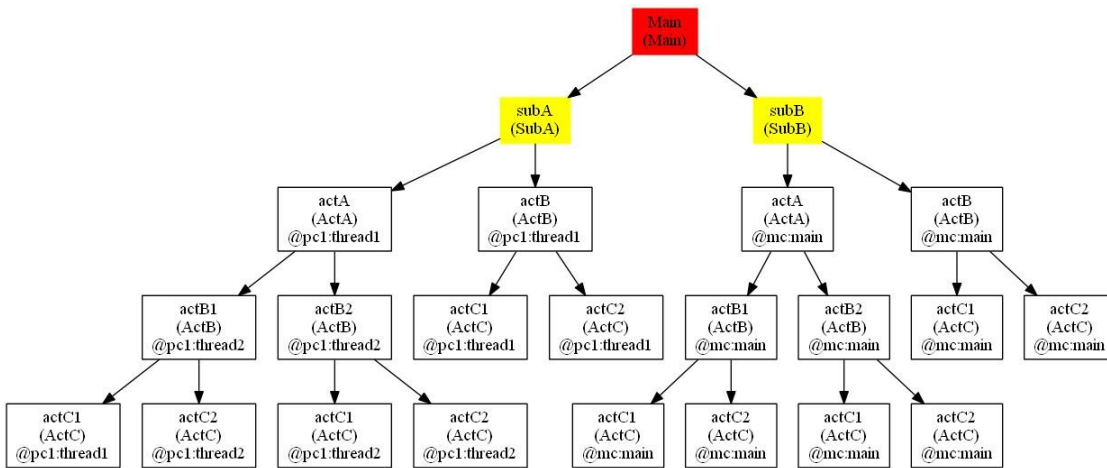 Main
(Main)
subA
(SubA)
subB
(SubB)
actA
(ActA)
@pc1:thread1
actB
(ActB)
@pc1:thread1
actA
(ActA)
@mc:main
actB
(ActB)
@mc:main
actB1
(ActB)
@pc1:thread2
actB2
(ActB)
@pc1:thread2
actC1
(ActC)
@pc1:thread1
actC2
(ActC)
@pc1:thread1
actB1
(ActB)
@mc:main
actB2
(ActB)
@mc:main
actC1
(ActC)
@mc:main
actC2
(ActC)
@mc:main
actC1
(ActC)
@pc1:thread1
actC2
(ActC)
@pc1:thread2
actC1
(ActC)
@pc1:thread2
actC2
(ActC)
@pc1:thread2
actC1
(ActC)
@mc:main
actC2
(ActC)
@mc:main
actC1
(ActC)
@mc:main
actC2
(ActC)
@mc:main